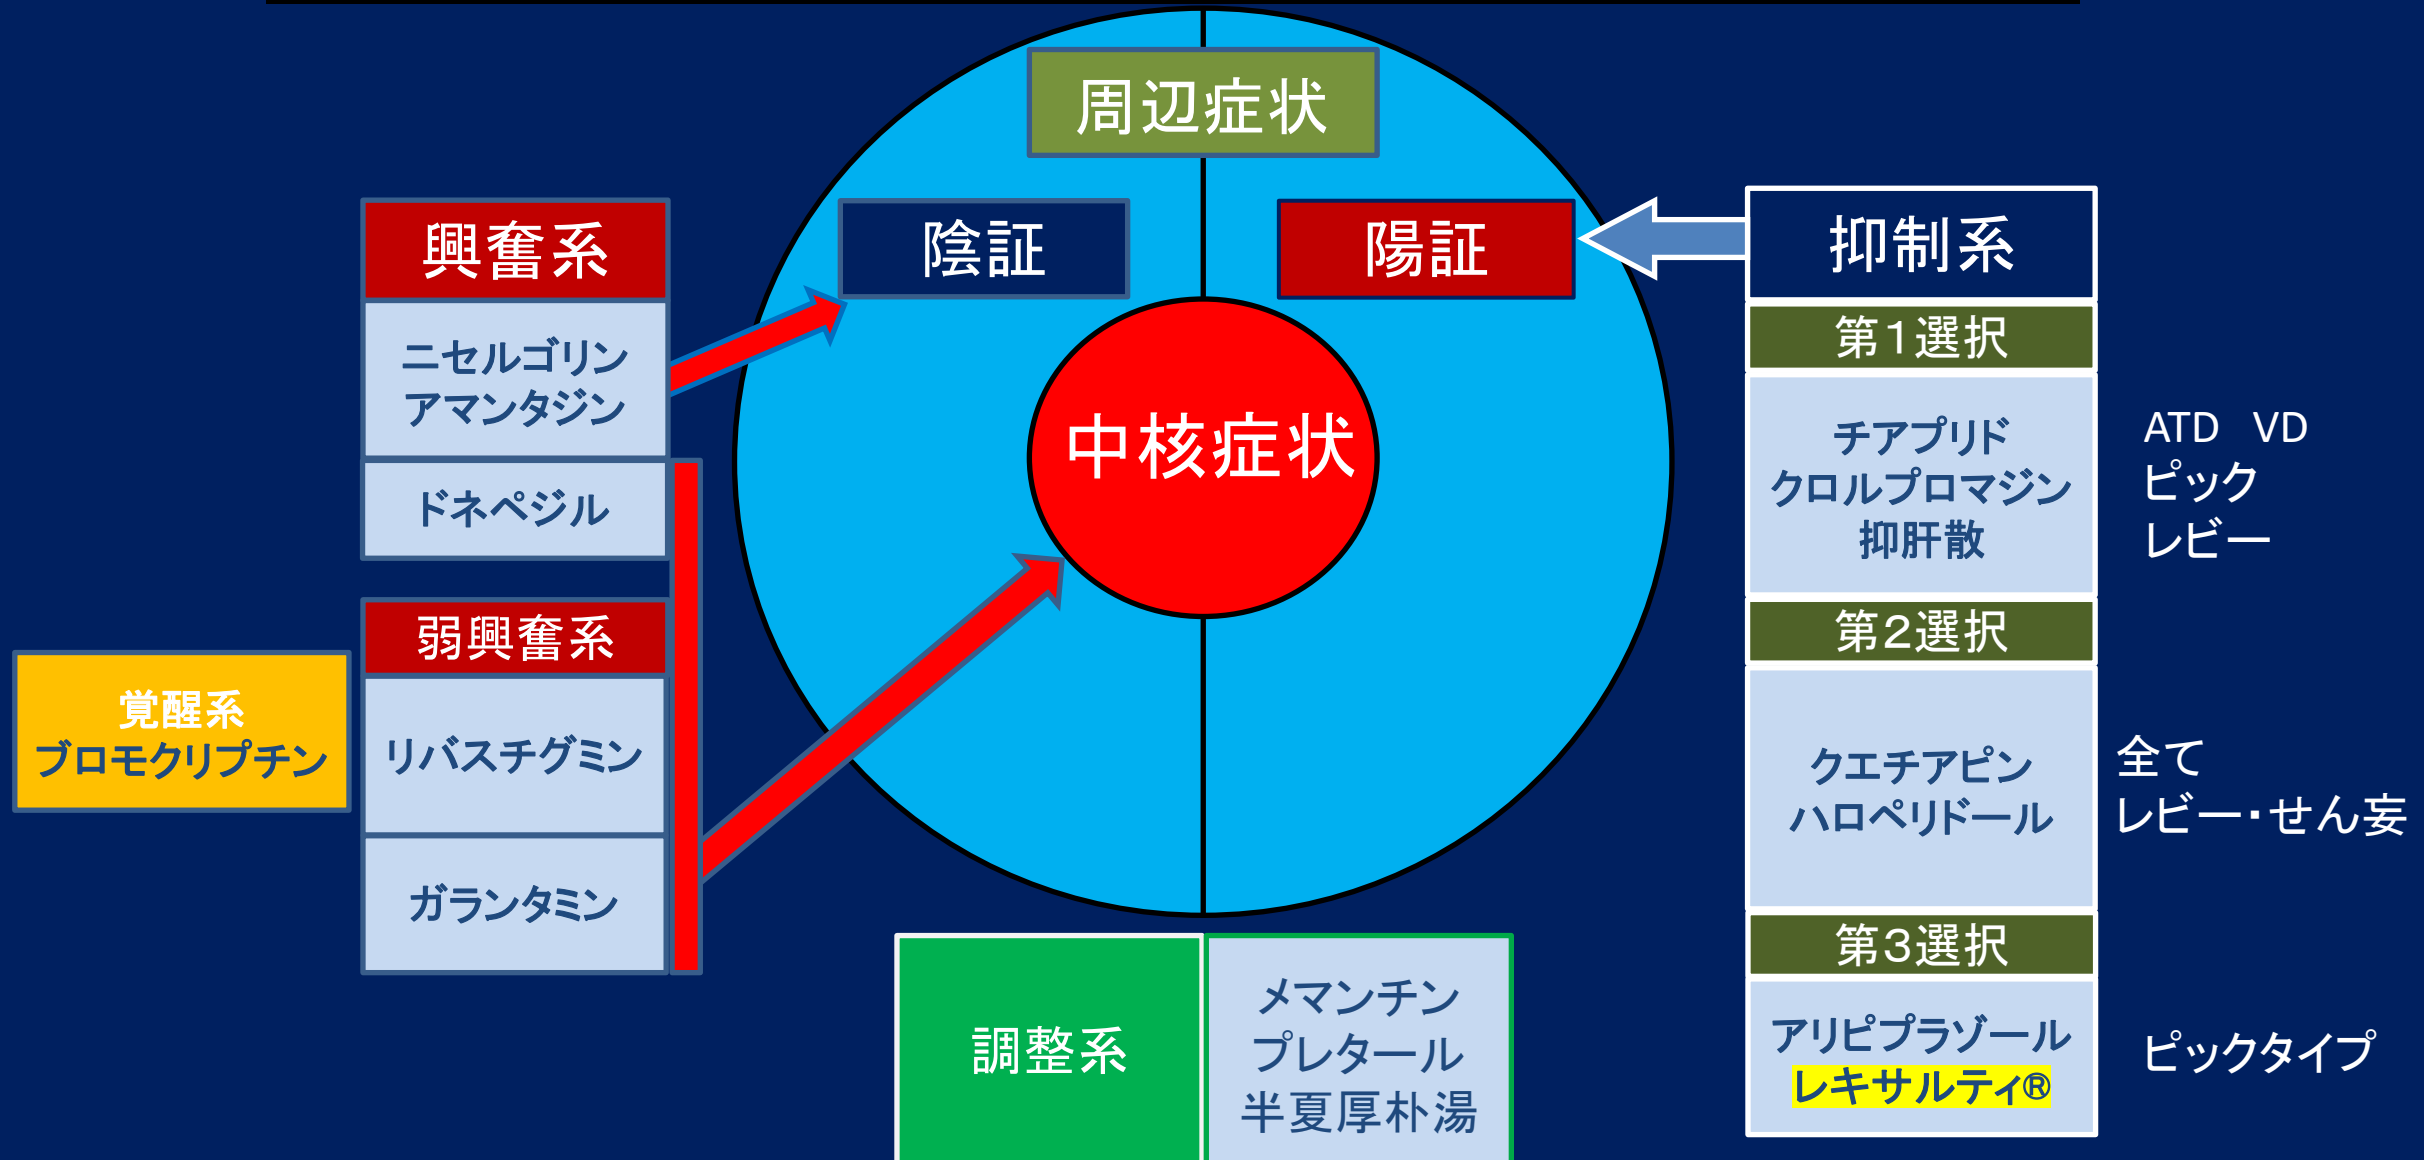 周辺症状
陰証
陽証
中核症状
興奮系
ニセルゴリン
アマンタジン
ドネペジル
弱興奮系
リバスチグミン
ガランタミン
覚醒系
ブロモクリプチン
抑制系
第1選択
チアプリド
クロルプロマジン
抑肝散
ATD VD
ピック
レビー
第2選択
クエチアピン
ハロペリドール
全て
レビー・せん妄
第3選択
アリピプラゾール
レキサルティ®
ピックタイプ
調整系
メマンチン
プレタール
半夏厚朴湯